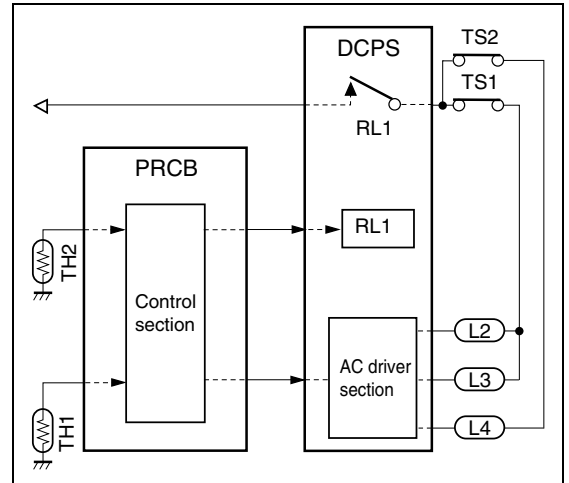 DCPS
TS2
TS1
RL1
PRCB
RL1
TH2
Control
section
L2
AC driver
section
L3
TH1
L4